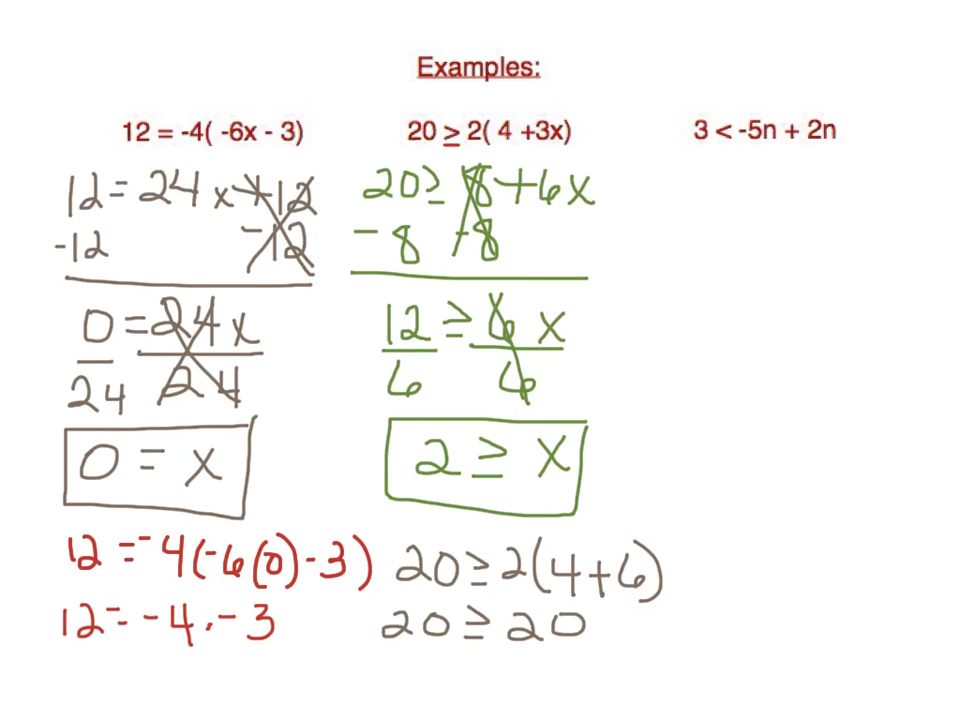 Examples:
12 = -4( -6x - 3)
12 = 24x + 12
-12 -12
0 = 24x
24 24
0 = x
12 = -4(-6(0) - 3)
12 = -4 · -3
20 ≥ 2( 4 +3x)
20 ≥ 8 + 6x
- 8 - 8
12 ≥ 6x
6 6
2 ≥ x
20 ≥ 2(4+6)
20 ≥ 20
3 < -5n + 2n